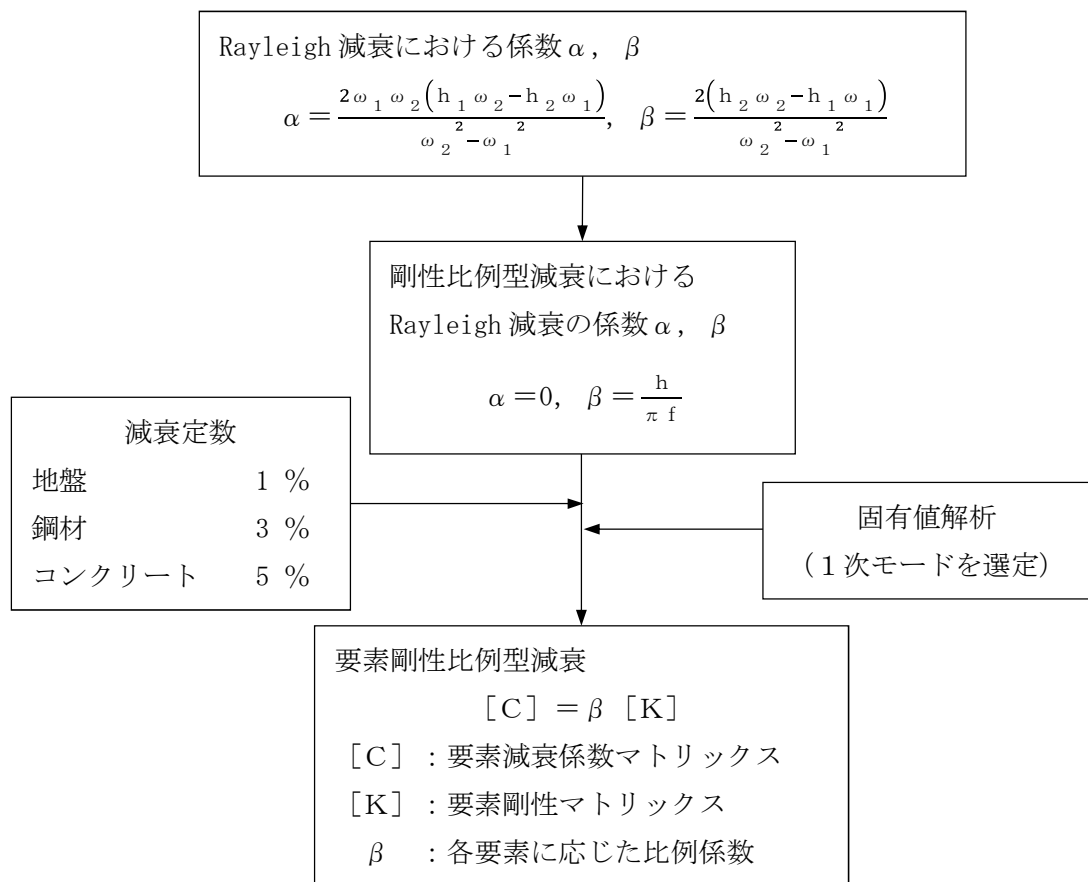 Rayleigh 減衰における係数α, β
α＝2ω1ω2(h1ω2−h2ω1)/(ω2²−ω1²), β＝2(h2ω2−h1ω1)/(ω2²−ω1²)
剛性比例型減衰における
Rayleigh 減衰の係数α, β
α＝0, β＝h/(πf)
減衰定数
地盤 1 %
鋼材 3 %
コンクリート 5 %
固有値解析
（１次モードを選定）
要素剛性比例型減衰
［C］＝β［K］
［C］：要素減衰係数マトリックス
［K］：要素剛性マトリックス
β ：各要素に応じた比例係数